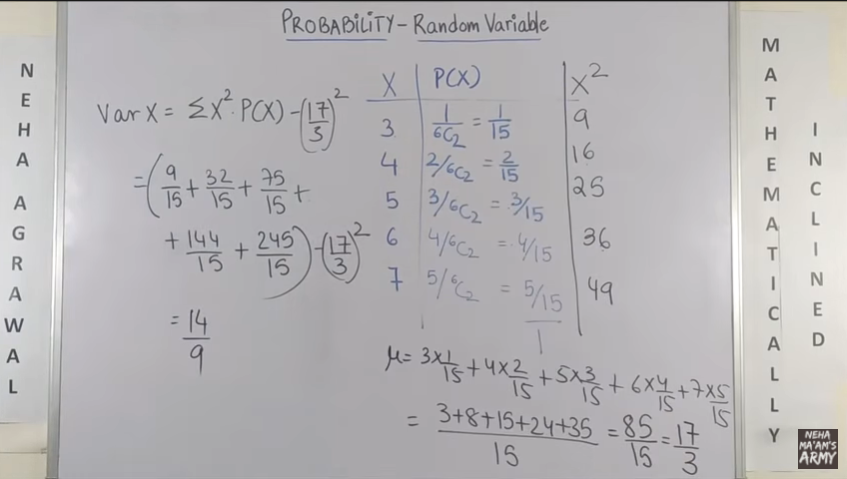 PROBABILITY - Random Variable
NEHA AGRAWAL
Var X = ΣX². P(X) - (17/3)²
= (9/15 + 32/15 + 75/15 +
+ 144/15 + 245/15) - (17/3)²
= 14/9
X P(X) X²
3 1/6C₂ = 1/15 9
4 2/⁶C₂ = 2/15 16
5 3/⁶C₂ = 3/15 25
6 4/⁶C₂ = 4/15 36
7 5/⁶C₂ = 5/15 49
1
μ = 3×1/15 + 4×2/15 + 5×3/15 + 6×4/15 + 7×5/15
= 3+8+15+24+35/15 = 85/15 = 17/3
MATHEMATICALLY
INCLINED
NEHA
MA'AM'S
ARMY